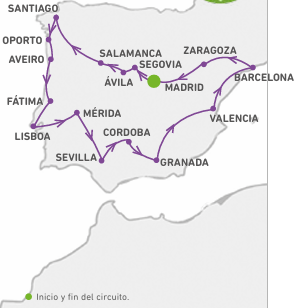 SANTIAGO
OPORTO
AVEIRO
SALAMANCA
SEGOVIA
ZARAGOZA
ÁVILA
MADRID
BARCELONA
FÁTIMA
MÉRIDA
VALENCIA
LISBOA
CORDOBA
SEVILLA
GRANADA
Inicio y fin del circuito.